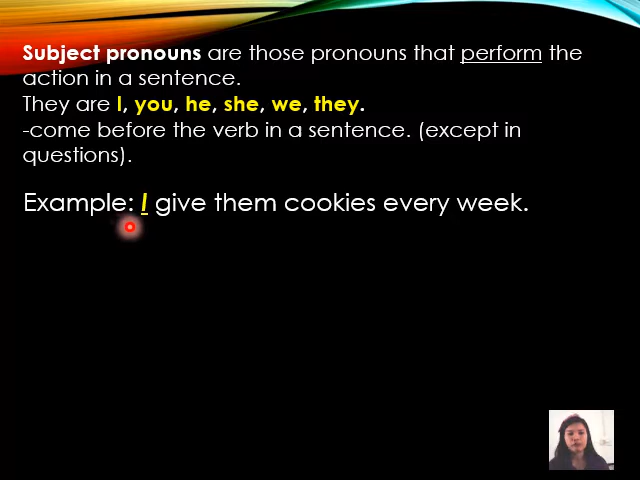 Subject pronouns are those pronouns that perform the
action in a sentence.
They are I, you, he, she, we, they.
-come before the verb in a sentence. (except in
questions).
Example: I give them cookies every week.